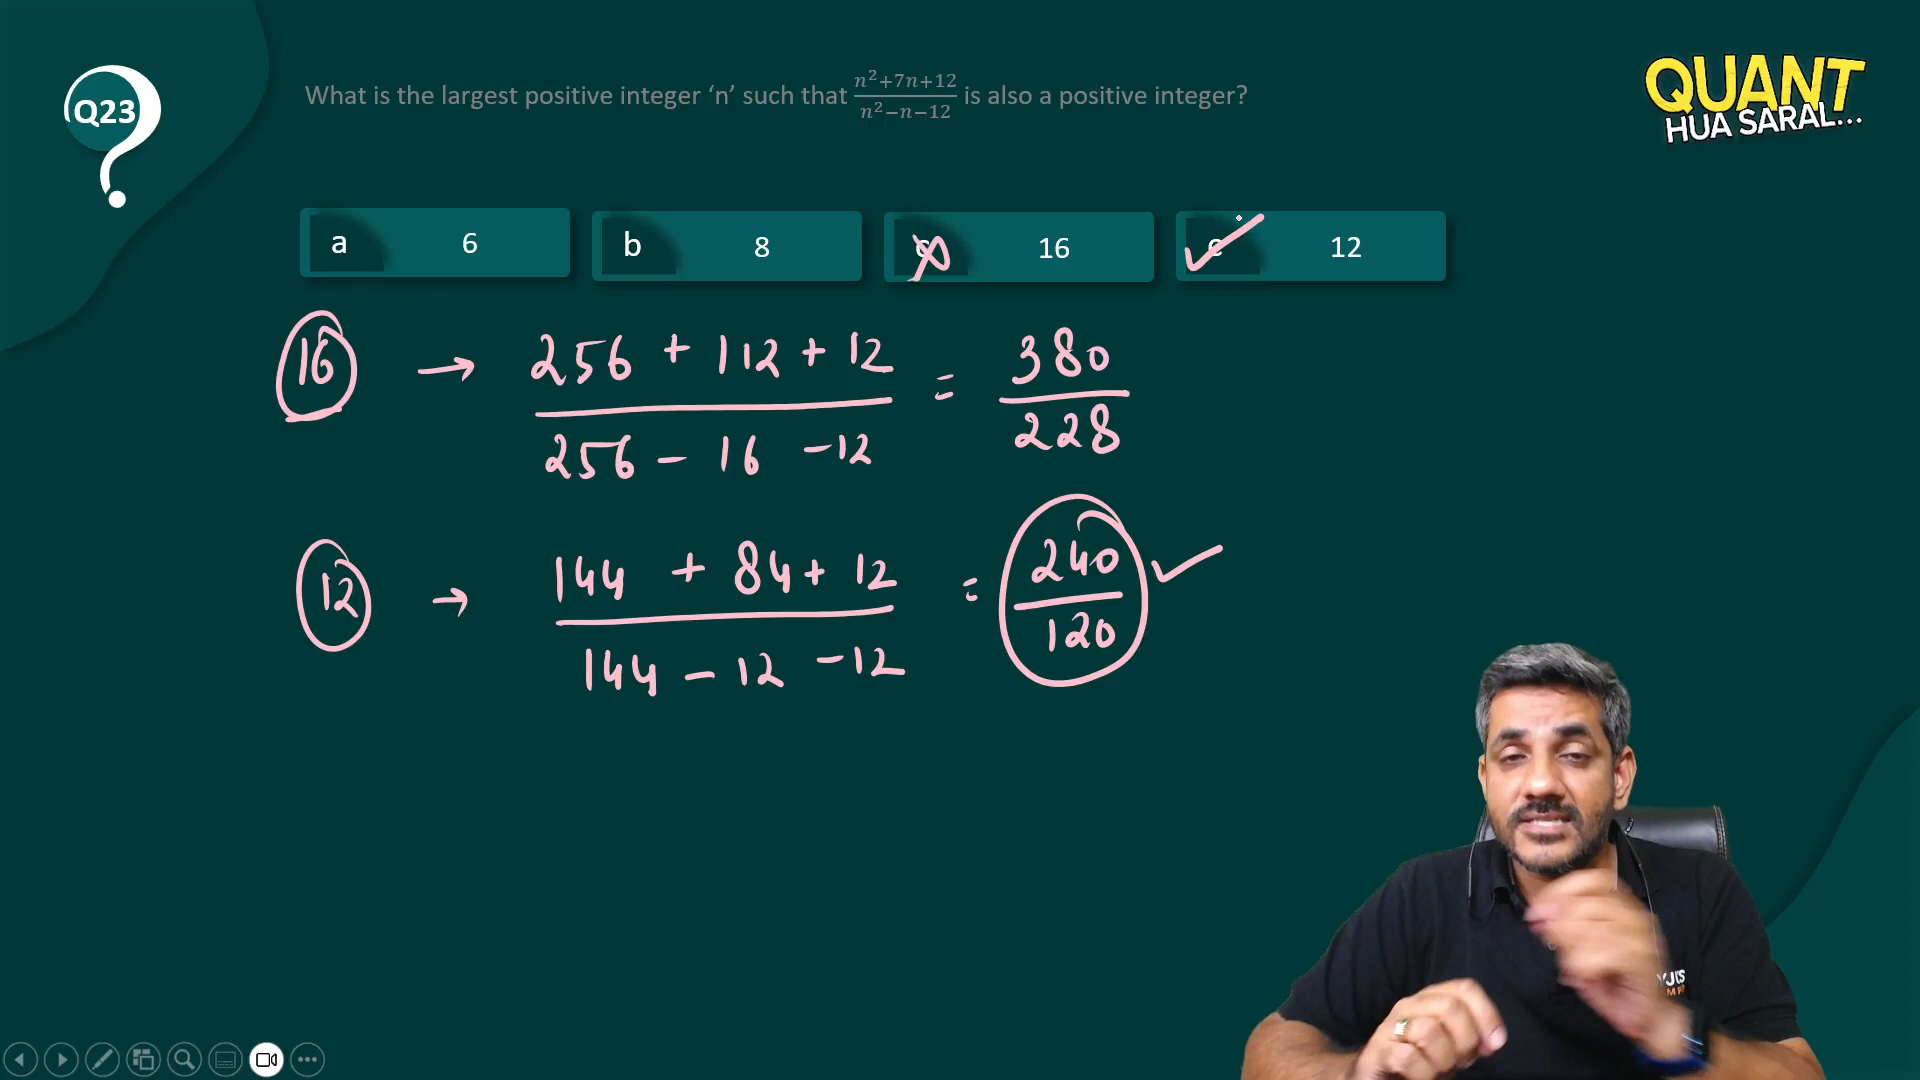 Q23
What is the largest positive integer ‘n’ such that n²+7n+12 / n²−n−12 is also a positive integer?
QUANT
HUA SARAL...
a 6
b 8
16
12
16 → 256 + 112 + 12 / 256 − 16 − 12 = 380 / 228
12 → 144 + 84 + 12 / 144 − 12 − 12 = 240 / 120